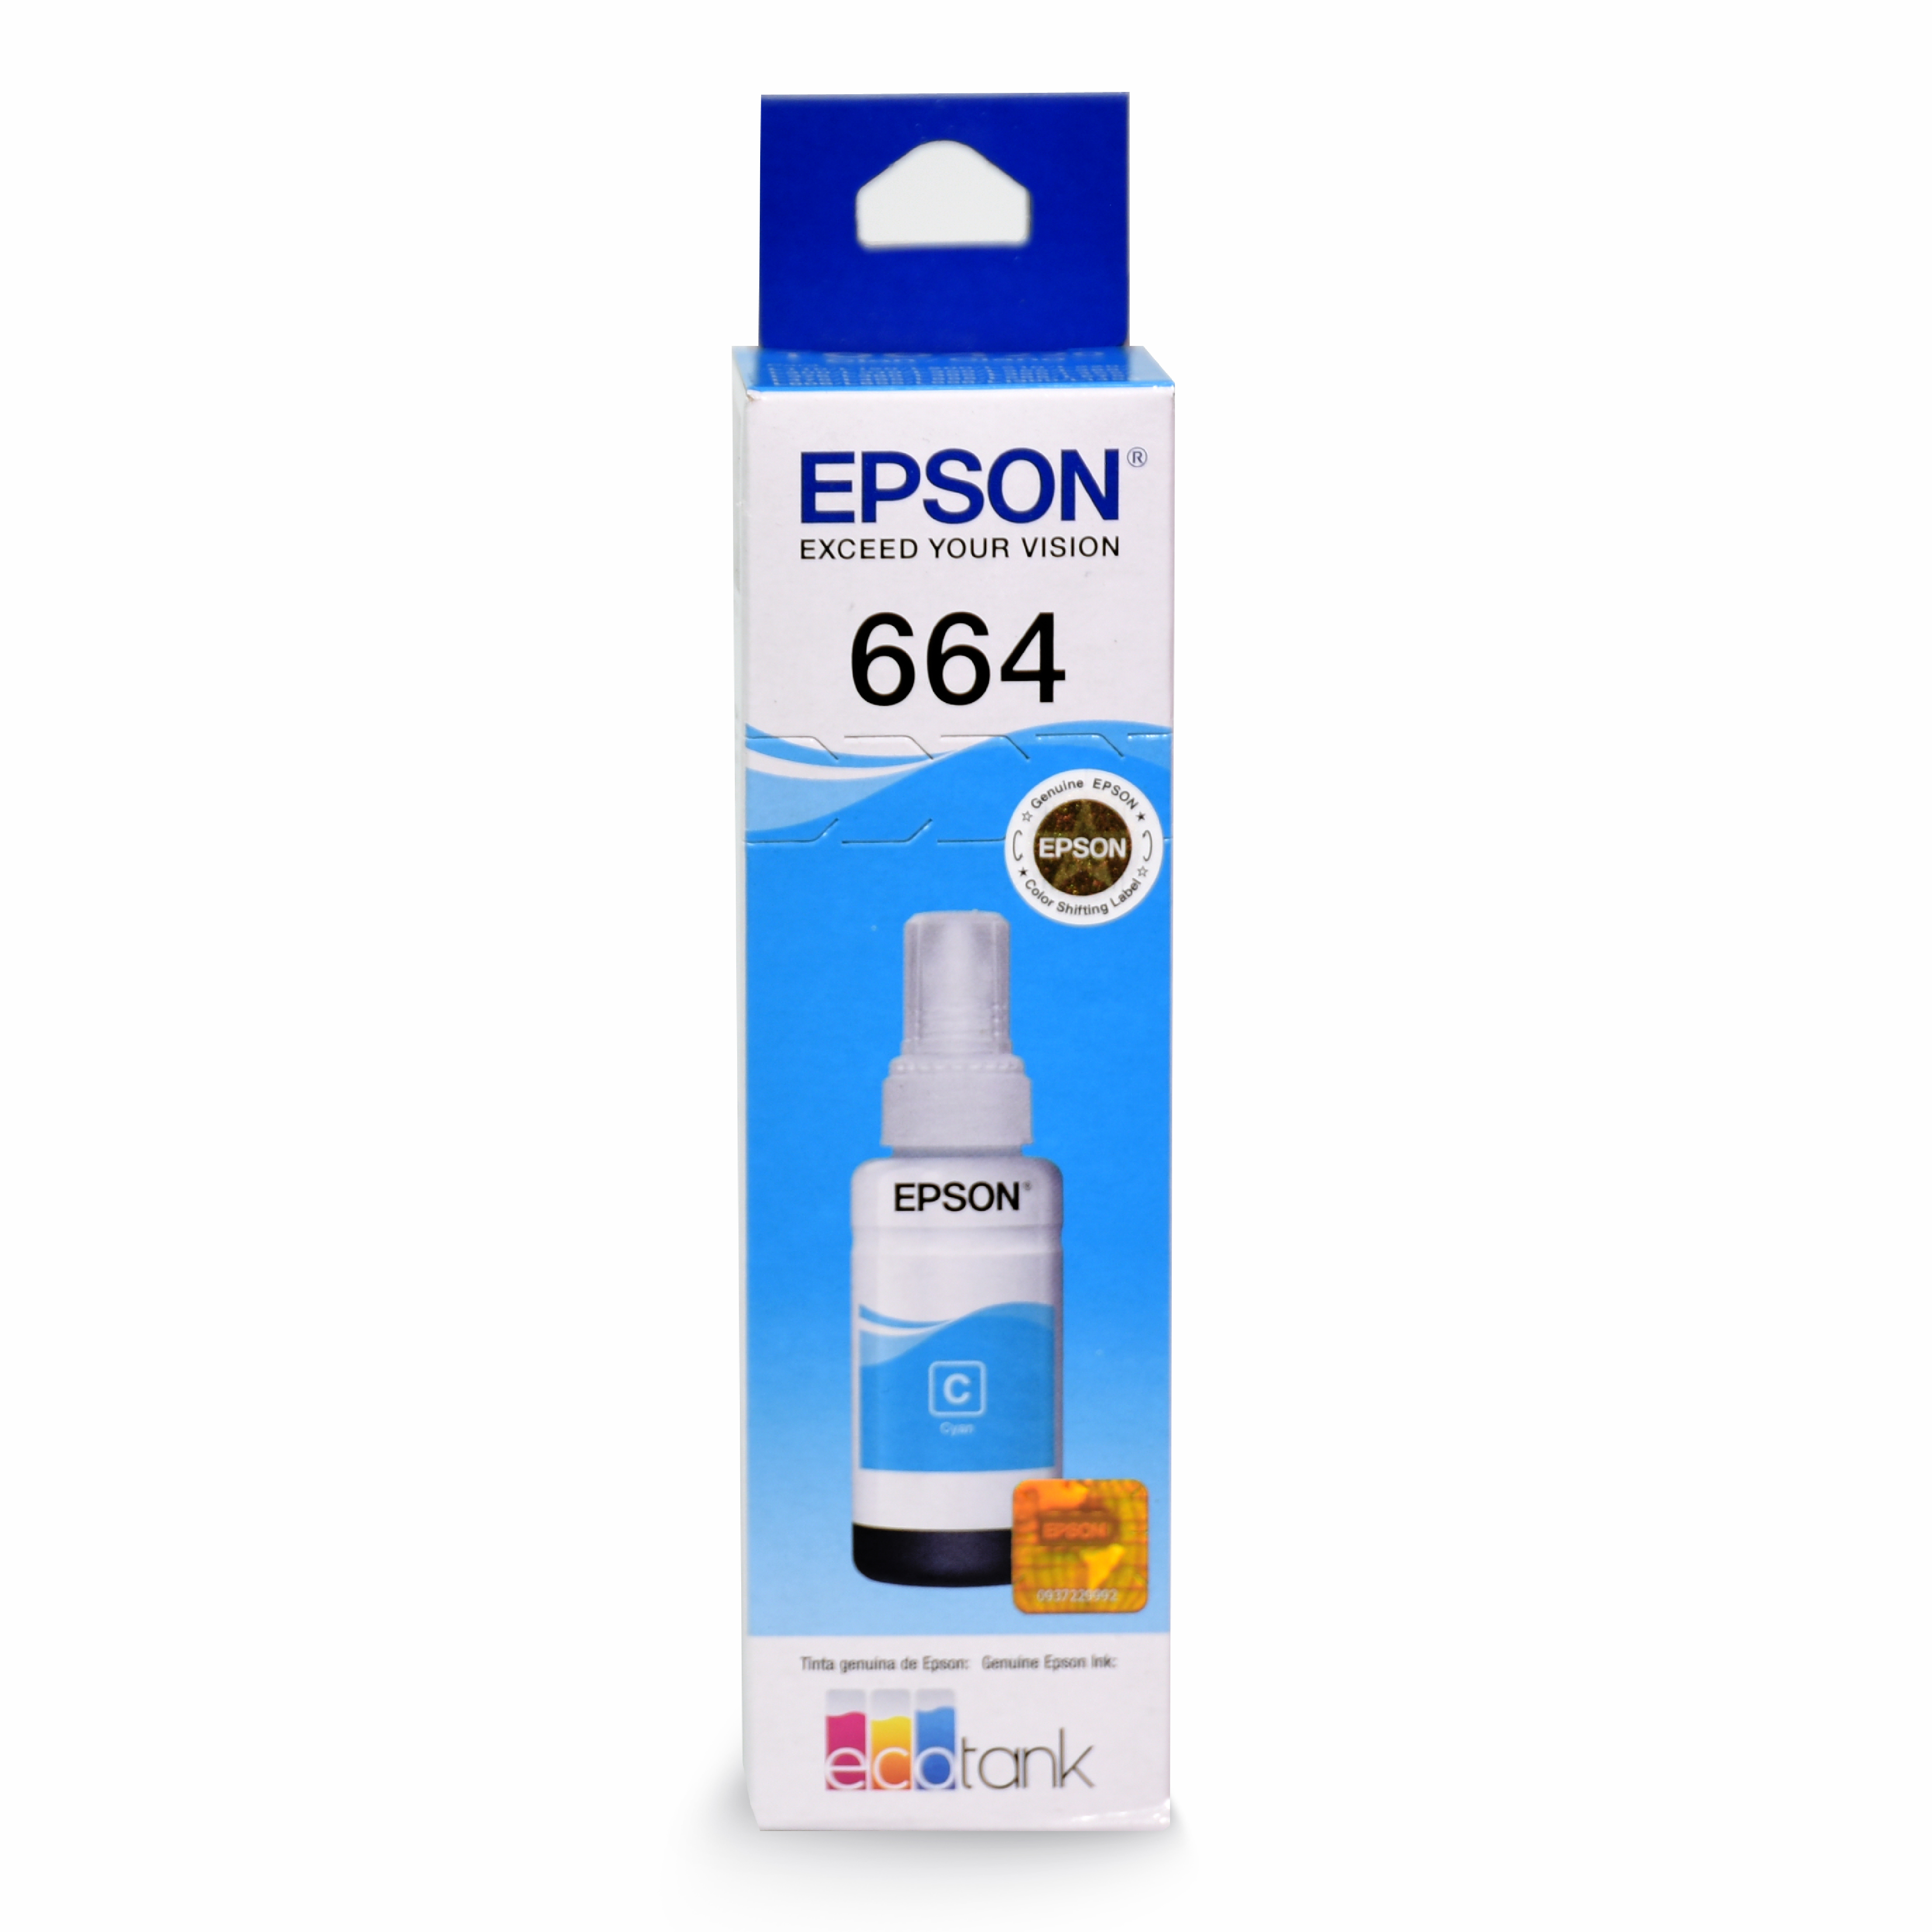 EPSON®
EXCEED YOUR VISION
664
Genuine EPSON
EPSON
Color Shifting Label
EPSON®
C
Cyan
EPSON
Tinta genuina de Epson: Genuine Epson Ink:
ecotank